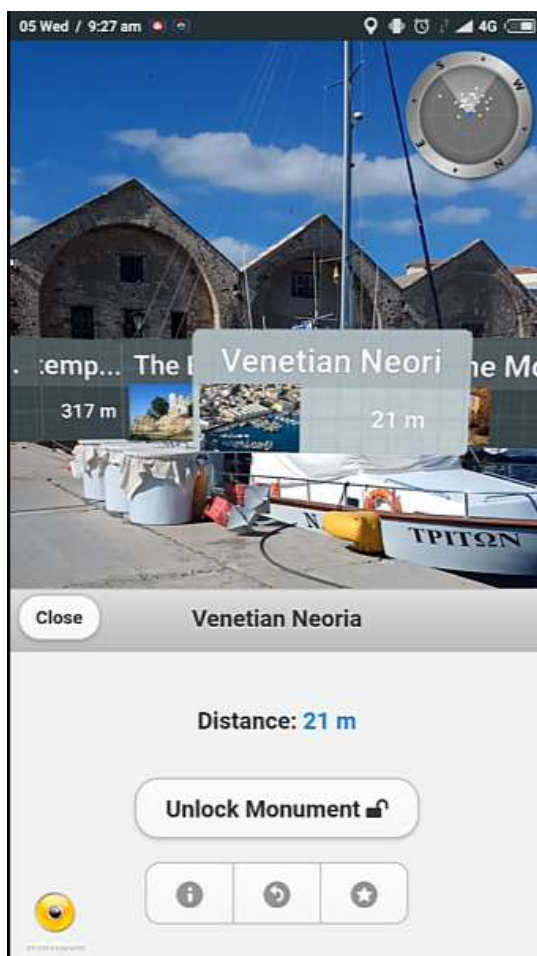 05 Wed / 9:27 am
4G
S
W
E
N
. :emp... The E Venetian Neori ne Mo
317 m 21 m
N ΤΡΙΤΩΝ
Close Venetian Neoria
Distance: 21 m
Unlock Monument